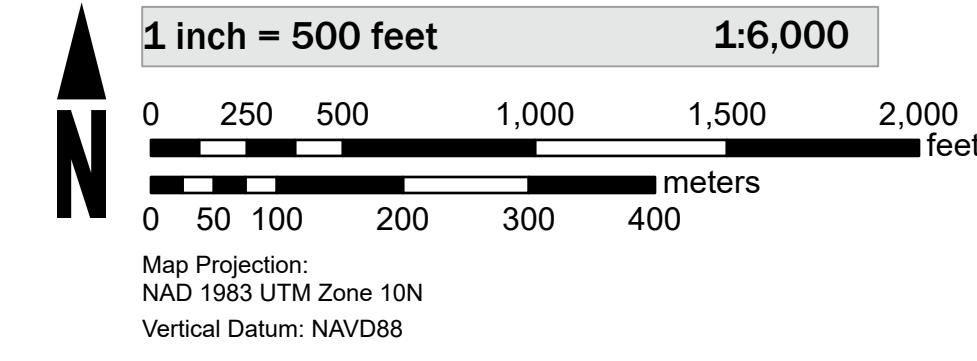 1 inch = 500 feet 1:6,000
0 250 500 1,000 1,500 2,000
feet
meters
0 50 100 200 300 400
N
Map Projection:
NAD 1983 UTM Zone 10N
Vertical Datum: NAVD88